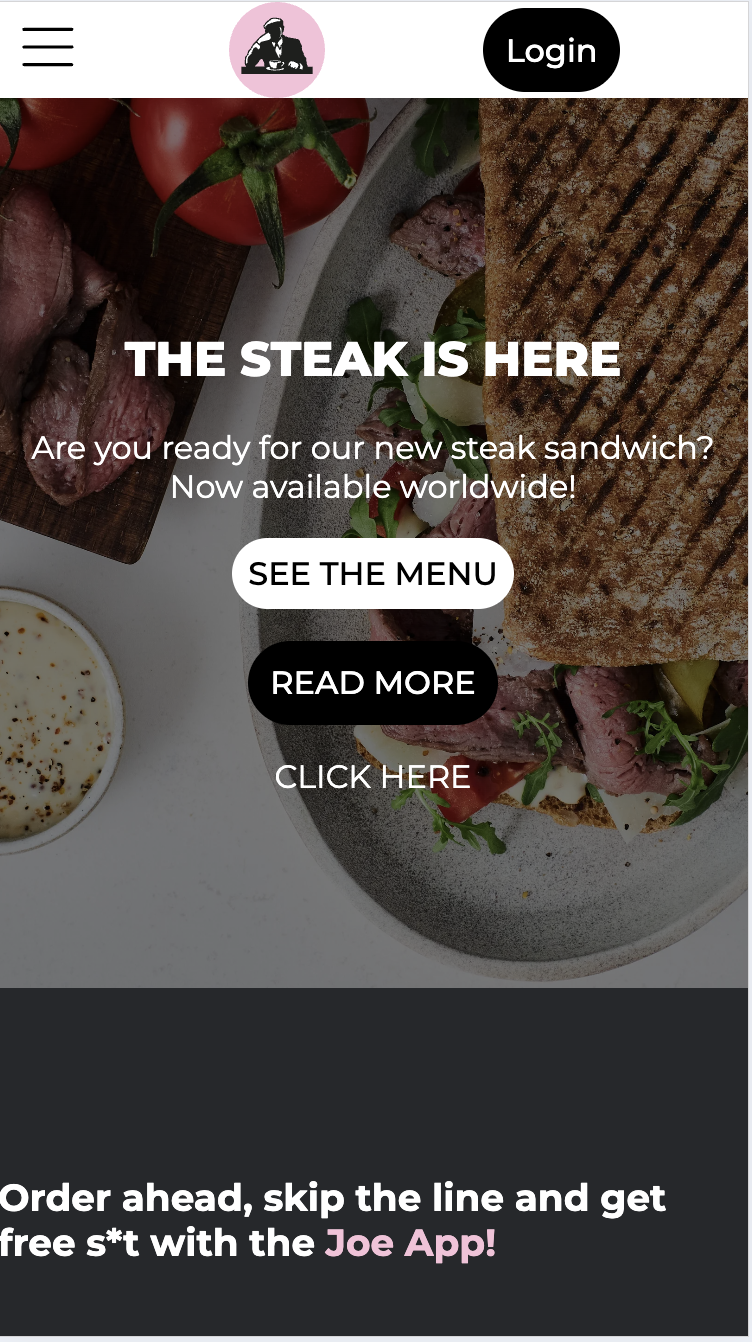 Login
THE STEAK IS HERE
Are you ready for our new steak sandwich?
Now available worldwide!
SEE THE MENU
READ MORE
CLICK HERE
Order ahead, skip the line and get
free s*t with the Joe App!